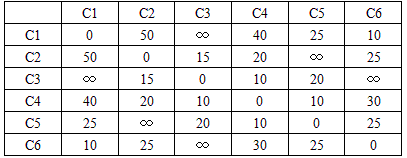 C1 C2 C3 C4 C5 C6
C1 0 50 ∞ 40 25 10
C2 50 0 15 20 ∞ 25
C3 ∞ 15 0 10 20 ∞
C4 40 20 10 0 10 30
C5 25 ∞ 20 10 0 25
C6 10 25 ∞ 30 25 0